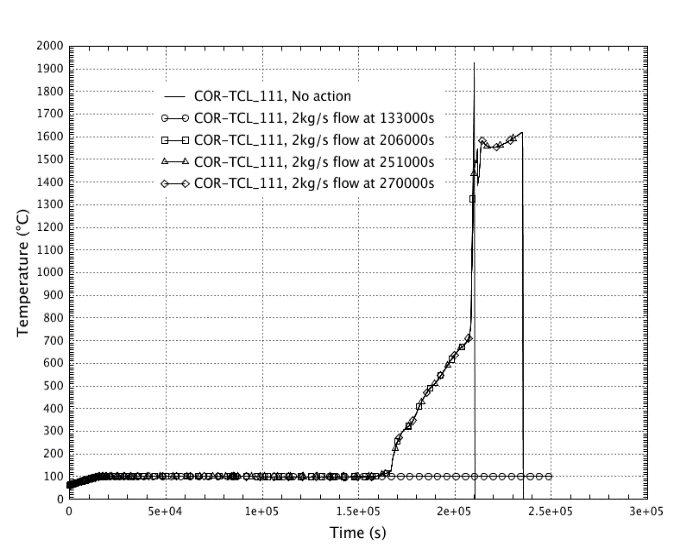 2000
1900
1800
1700
1600
1500
1400
1300
1200
1100
1000
900
800
700
600
500
400
300
200
100
0
Temperature (°C)
COR-TCL_111, No action
COR-TCL_111, 2kg/s flow at 133000s
COR-TCL_111, 2kg/s flow at 206000s
COR-TCL_111, 2kg/s flow at 251000s
COR-TCL_111, 2kg/s flow at 270000s
0 5e+04 1e+05 1.5e+05 2e+05 2.5e+05 3e+05
Time (s)